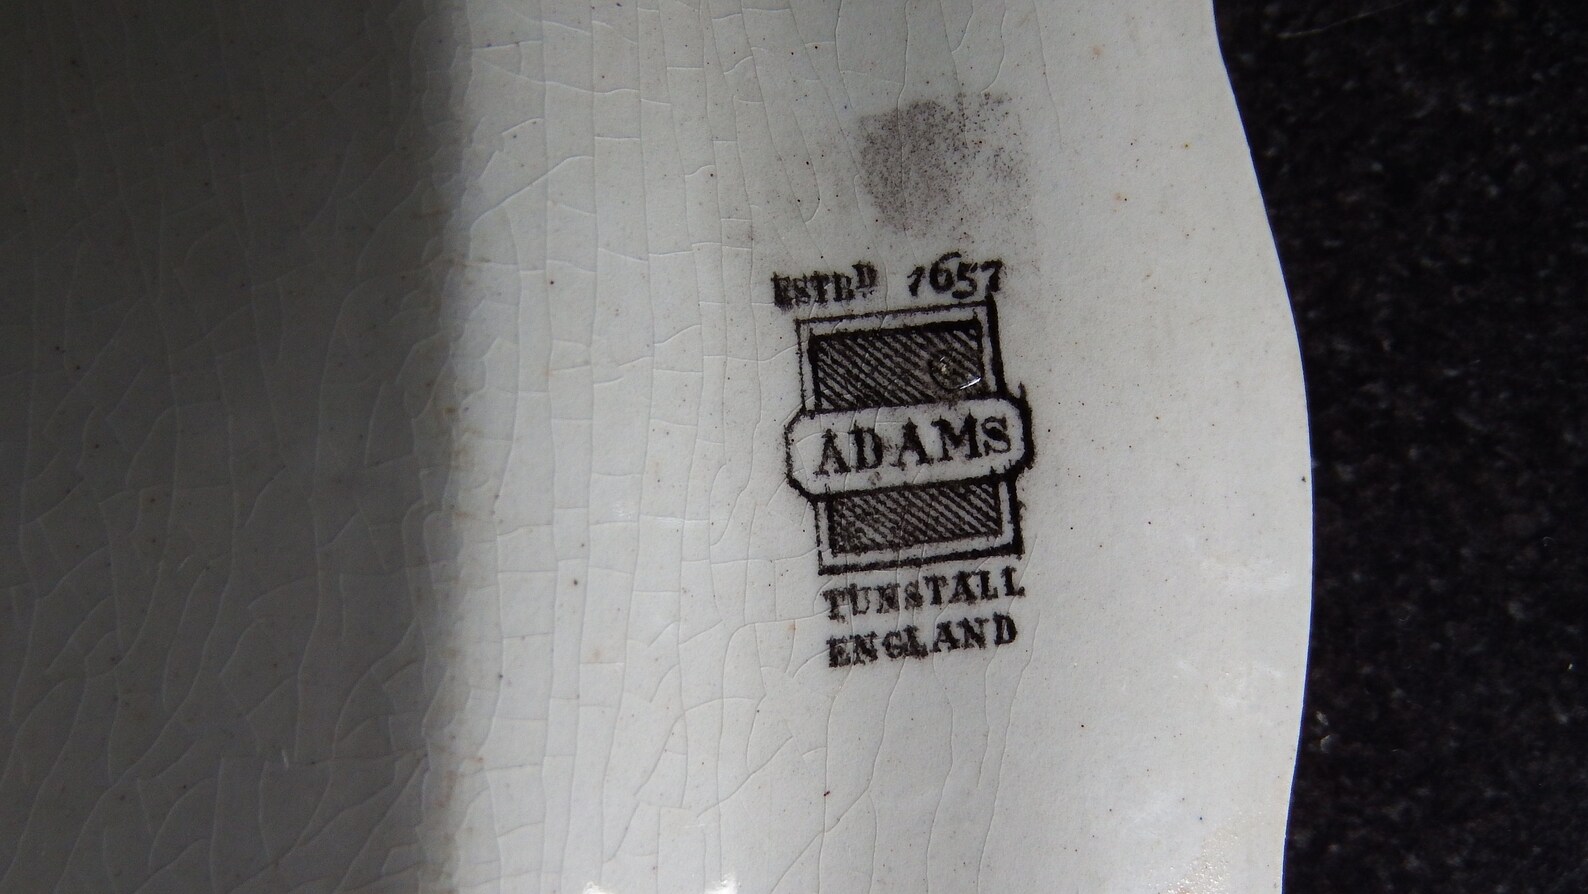 ESTBD 1657
ADAMS
TUNSTALL
ENGLAND